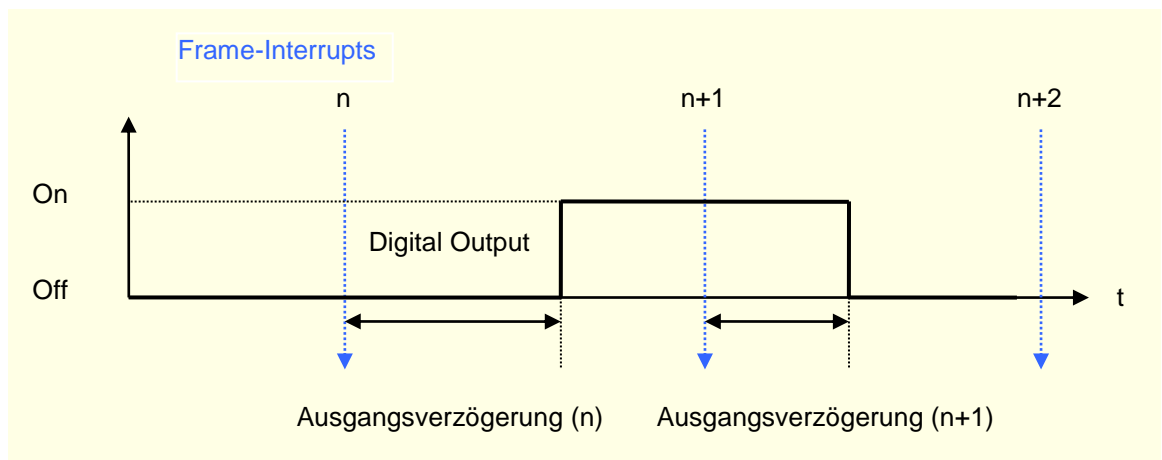 Frame-Interrupts
n n+1 n+2
On
Digital Output
Off
t
Ausgangsverzögerung (n) Ausgangsverzögerung (n+1)